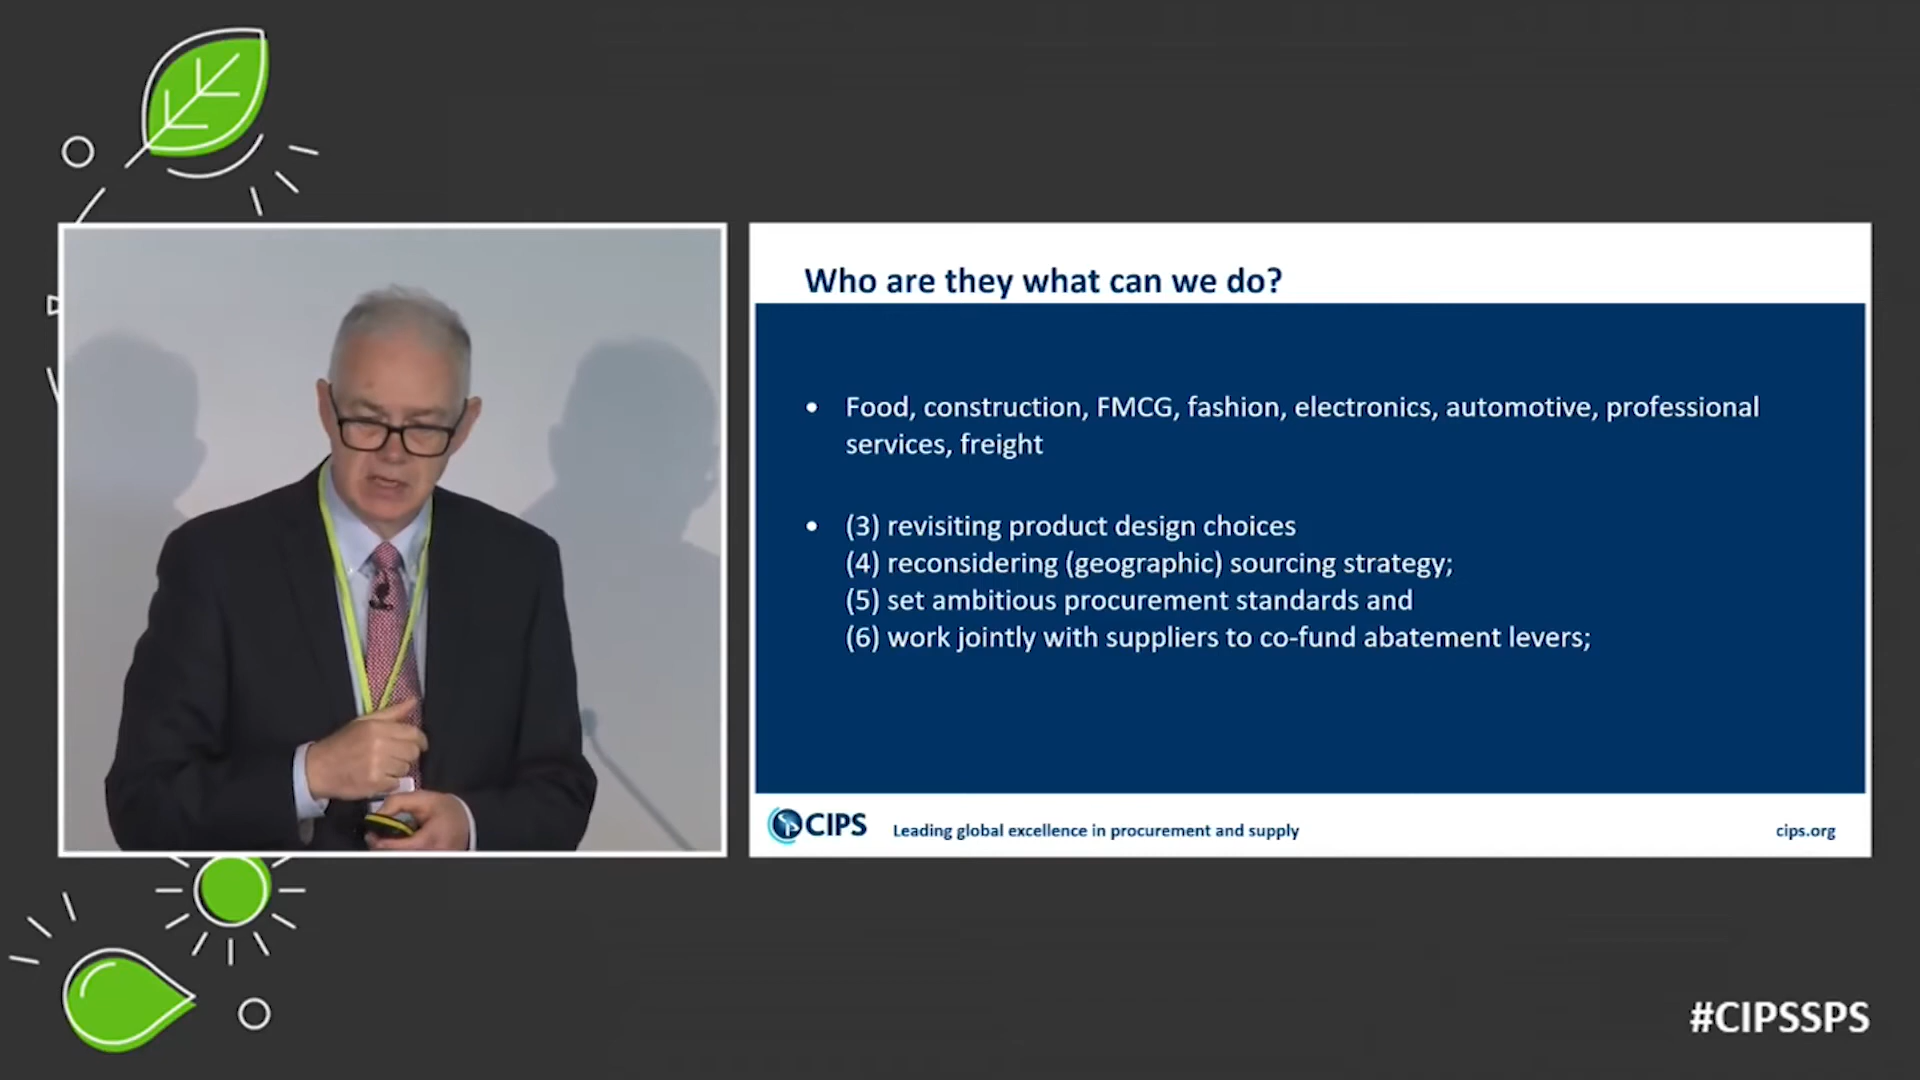 Who are they what can we do?
• Food, construction, FMCG, fashion, electronics, automotive, professional
services, freight
• (3) revisiting product design choices
(4) reconsidering (geographic) sourcing strategy;
(5) set ambitious procurement standards and
(6) work jointly with suppliers to co-fund abatement levers;
CIPS Leading global excellence in procurement and supply cips.org
#CIPSSPS